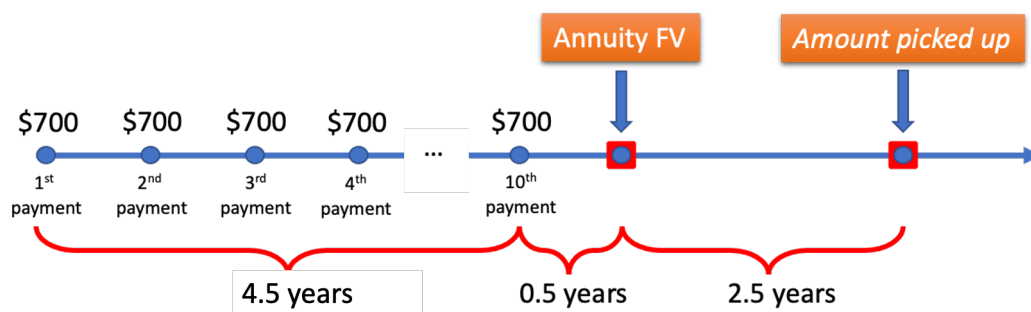 Annuity FV
Amount picked up
$700 $700 $700 $700 $700
...
1st 2nd 3rd 4th 10th
payment payment payment payment payment
4.5 years 0.5 years 2.5 years